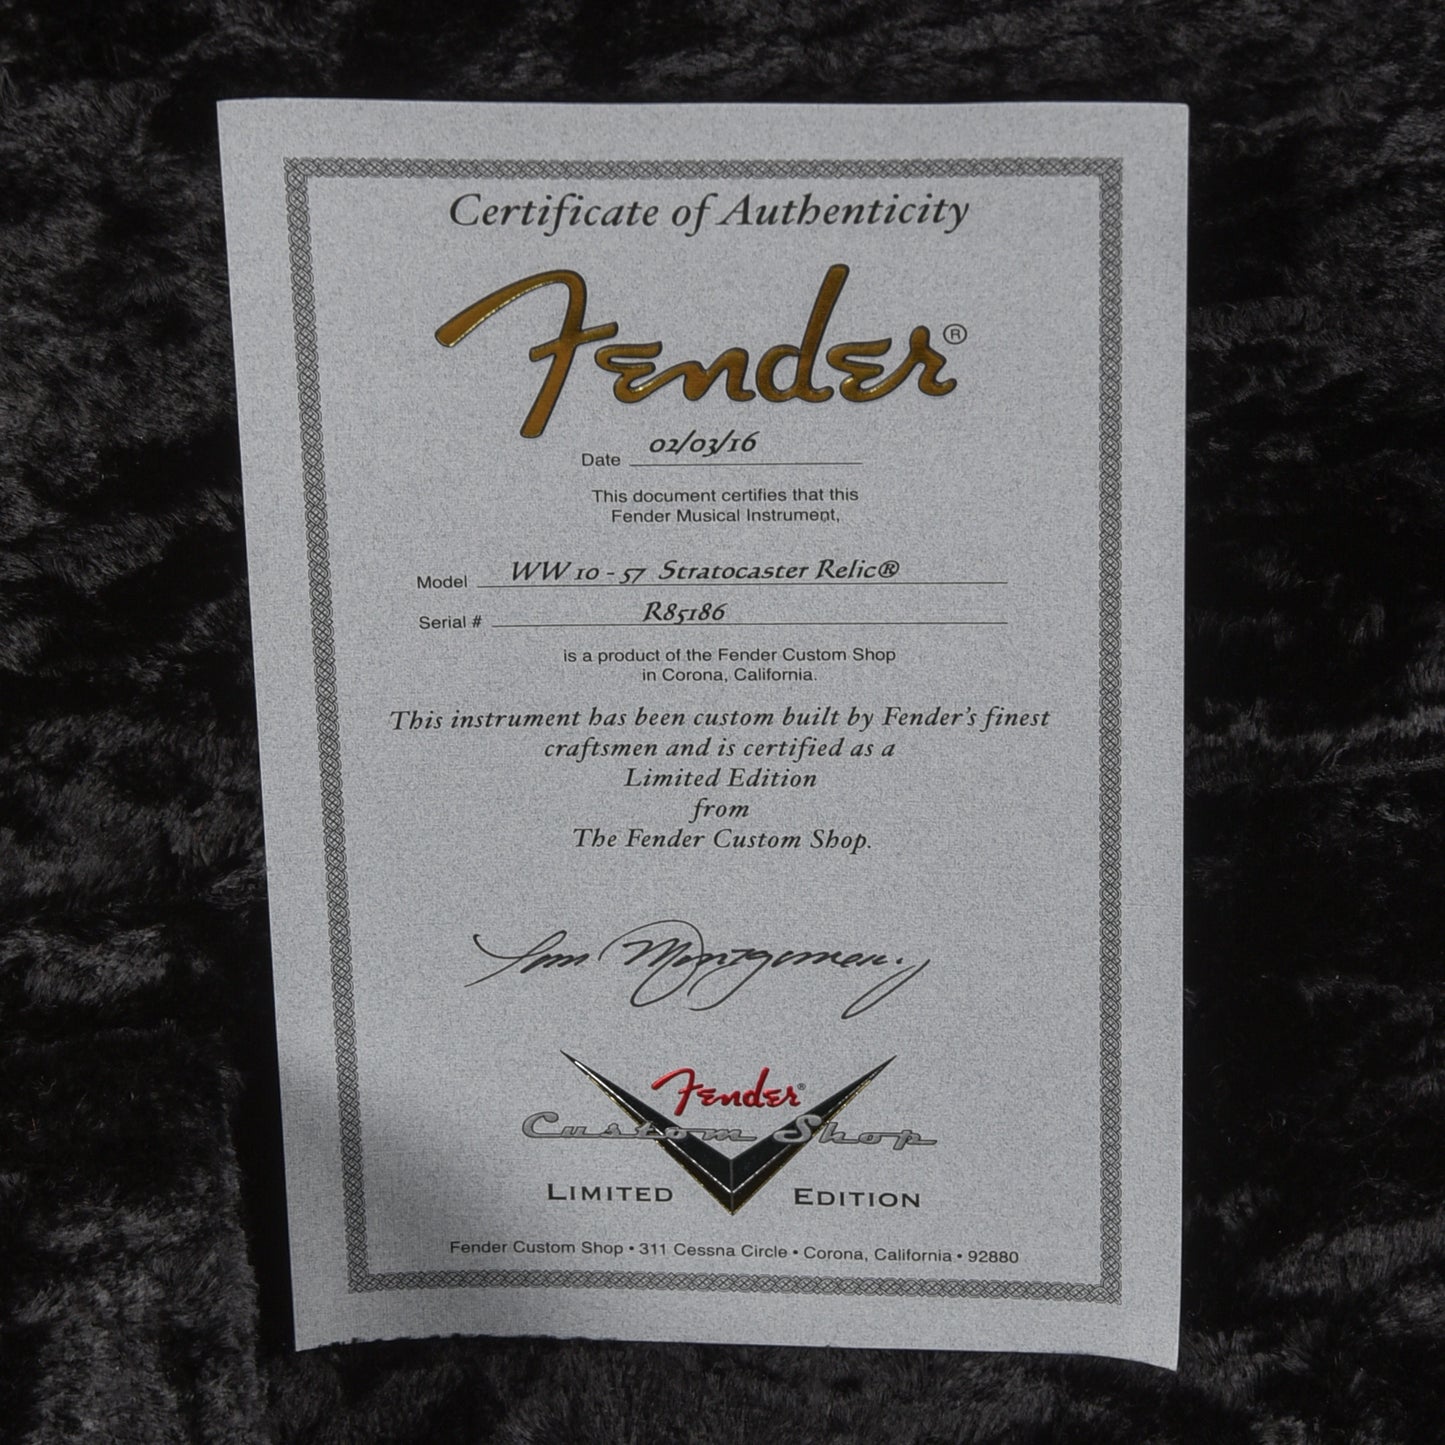 Certificate of Authenticity
Fender®
Date 02/03/16
This document certifies that this
Fender Musical Instrument,
Model WW 10 - 57 Stratocaster Relic®
Serial # R85186
is a product of the Fender Custom Shop
in Corona, California.
This instrument has been custom built by Fender's finest
craftsmen and is certified as a
Limited Edition
from
The Fender Custom Shop.
Montgomery
Fender®
Custom Shop
LIMITED EDITION
Fender Custom Shop • 311 Cessna Circle • Corona, California • 92880